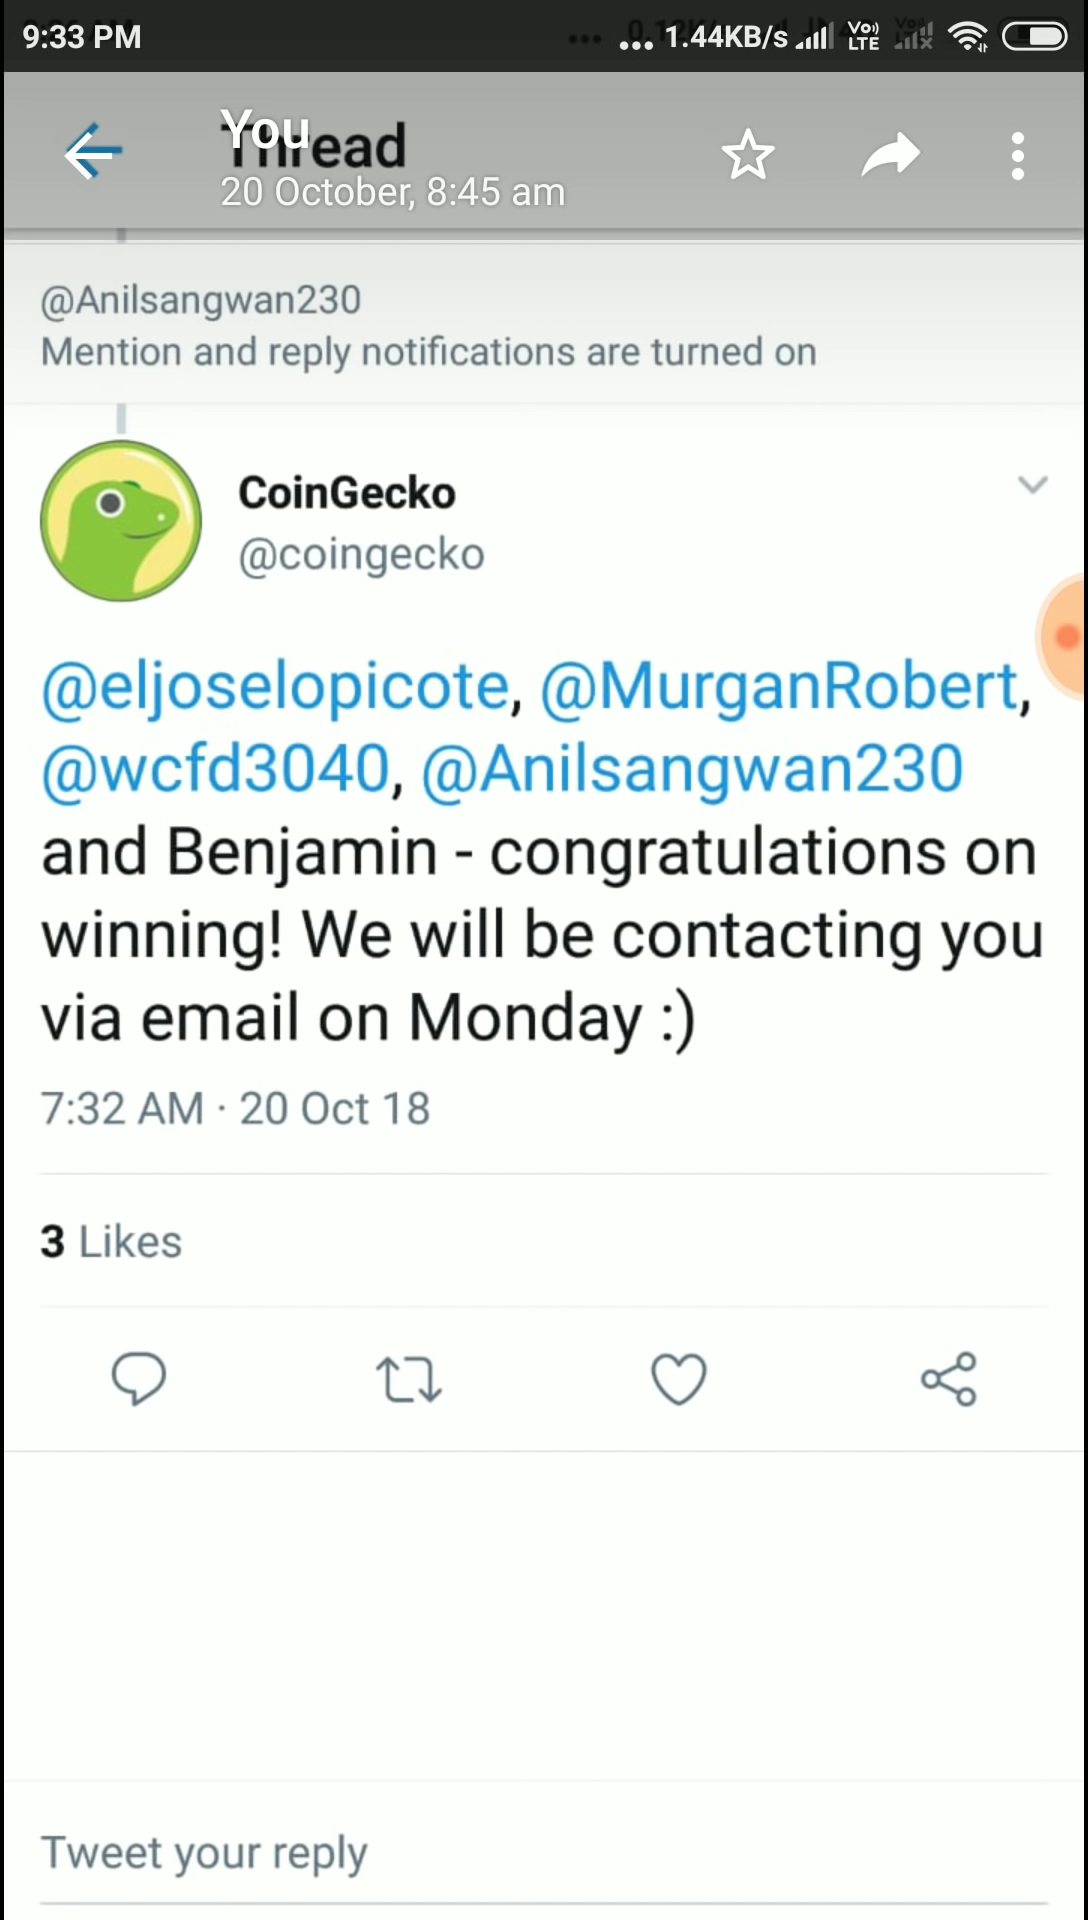 9:33 PM
... 1.44KB/s VoLTE
You
Thread
20 October, 8:45 am
@Anilsangwan230
Mention and reply notifications are turned on
CoinGecko
@coingecko
@eljoselopicote, @MurganRobert,
@wcfd3040, @Anilsangwan230
and Benjamin - congratulations on
winning! We will be contacting you
via email on Monday :)
7:32 AM · 20 Oct 18
3 Likes
Tweet your reply